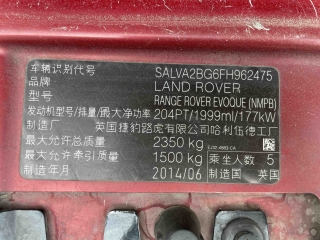 车辆识别代号 SALVA2BG6FH962475
品牌 LAND ROVER
型号 RANGE ROVER EVOQUE (NMPB)
发动机型号/排量/最大净功率 204PT/1999ml/177kW
制造厂 英国捷豹路虎有限公司哈利伍德工厂
最大允许总质量 2350 kg
最大允许牵引质量 1500 kg 乘坐人数 5
制造年月 2014/06 制造国 英国